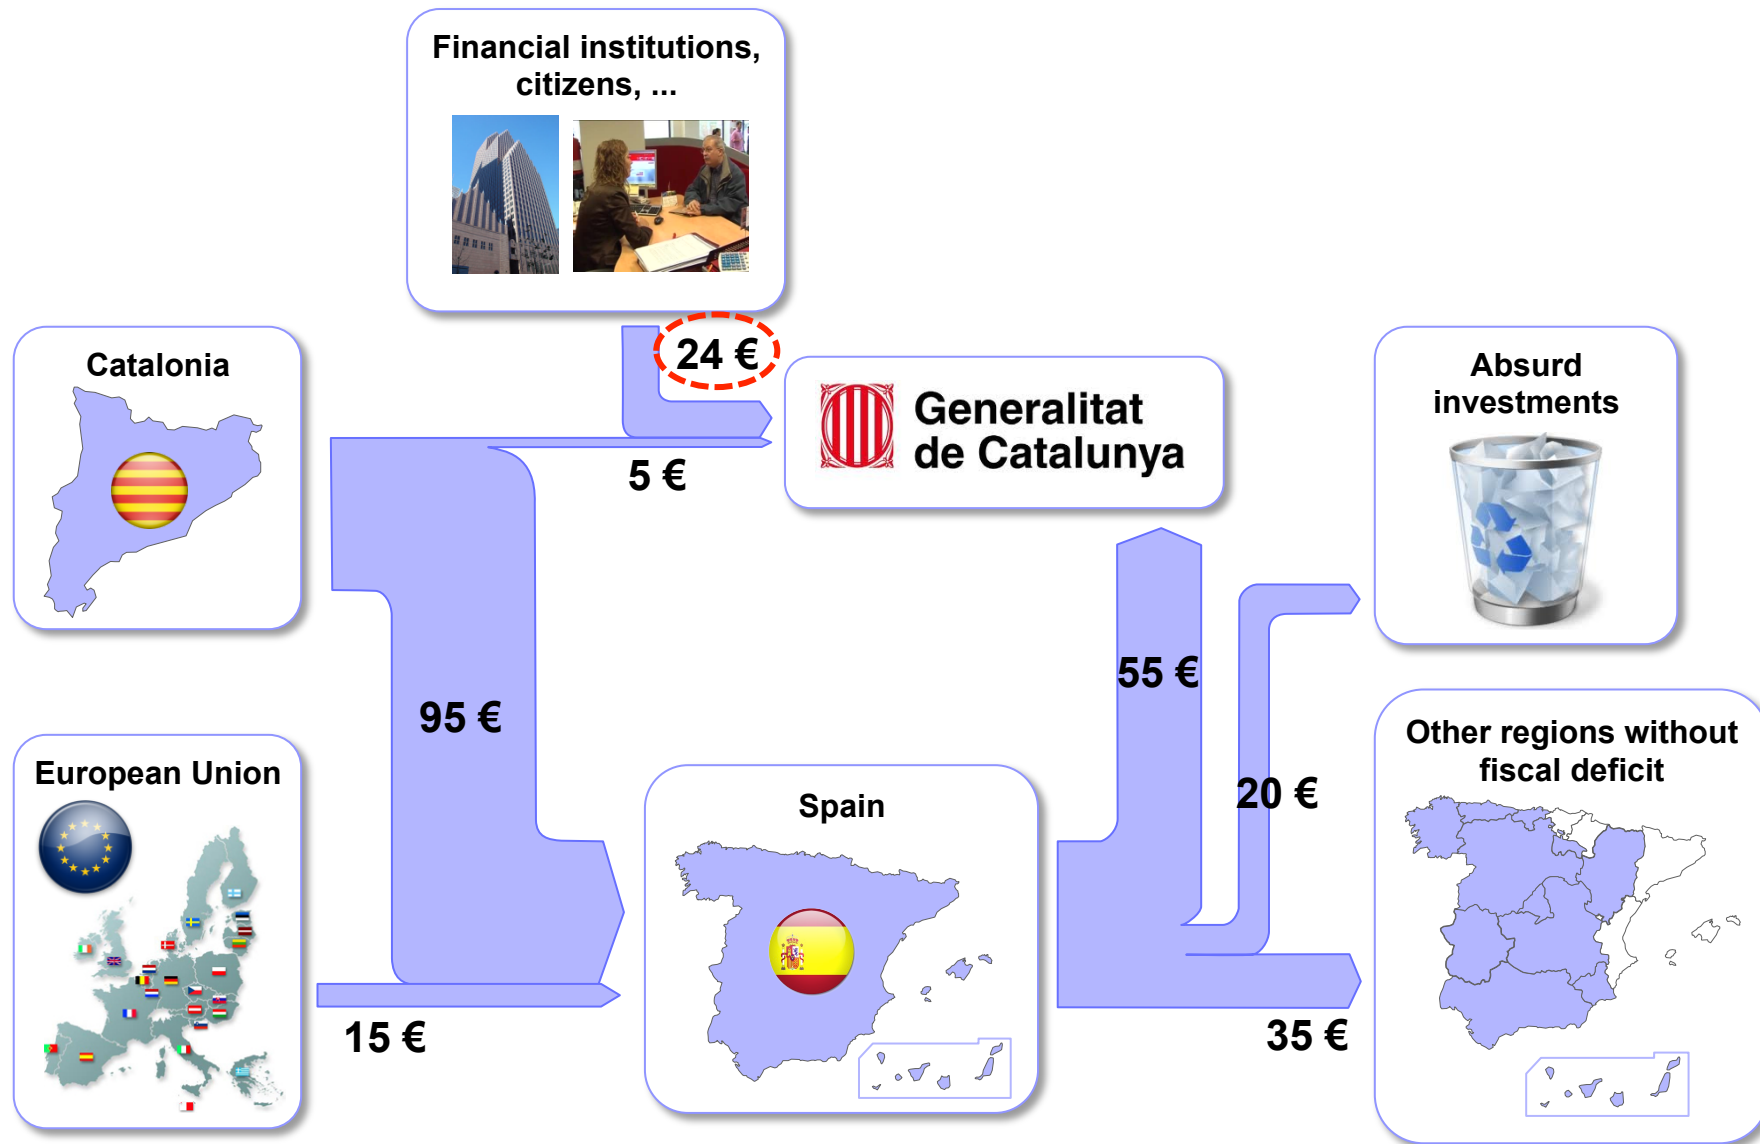 Financial institutions,
citizens, ...
24 €
Catalonia
Generalitat
de Catalunya
Absurd
investments
5 €
55 €
95 €
20 €
European Union
Spain
Other regions without
fiscal deficit
15 €
35 €